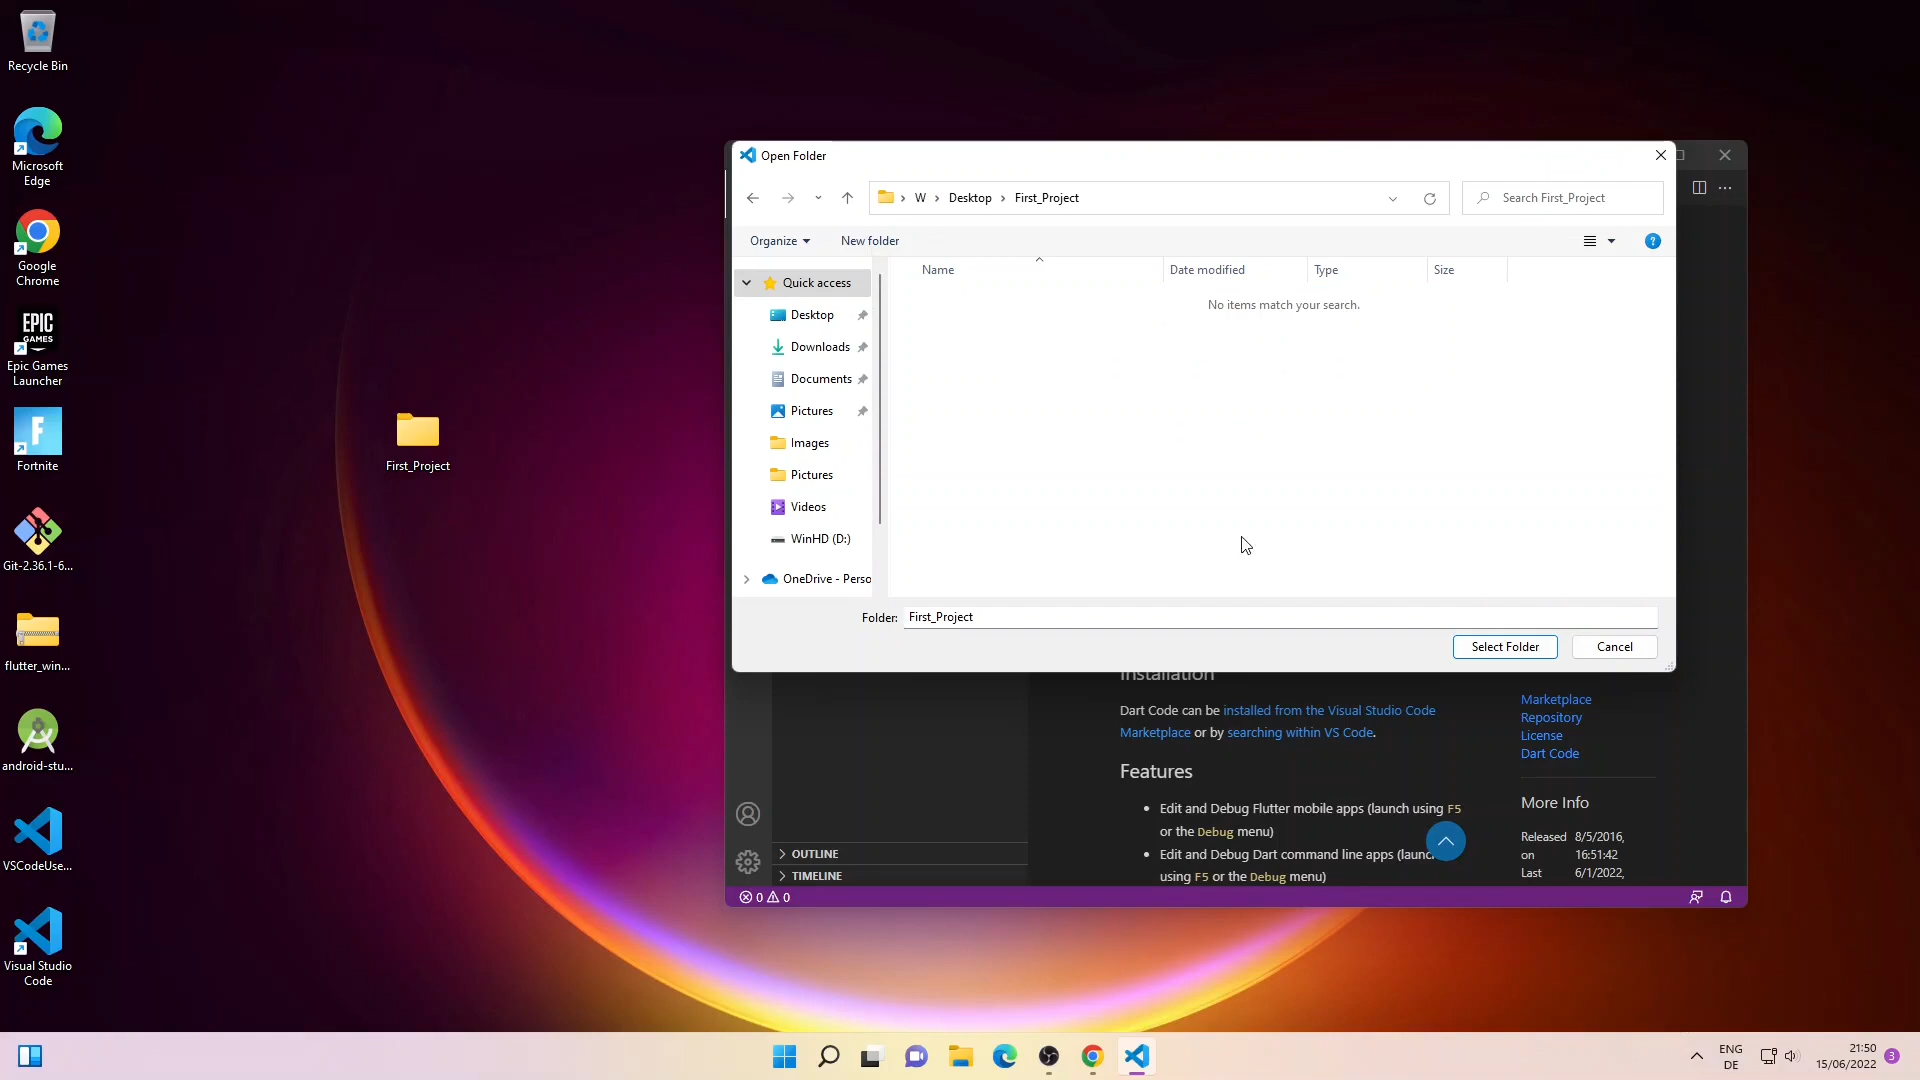 Recycle Bin
Microsoft
Edge
Google
Chrome
EPIC
GAMES
Epic Games
Launcher
Fortnite
Git-2.36.1-6...
flutter_win...
android-stu...
VSCodeUse...
Visual Studio
Code
First_Project
Open Folder
W Desktop First_Project
Search First_Project
Organize
New folder
Name
Date modified
Type
Size
No items match your search.
Quick access
Desktop
Downloads
Documents
Pictures
Images
Pictures
Videos
WinHD (D:)
OneDrive - Perso
Folder:
First_Project
Select Folder
Cancel
Installation
Dart Code can be installed from the Visual Studio Code
Marketplace or by searching within VS Code.
Features
• Edit and Debug Flutter mobile apps (launch using F5
or the Debug menu)
• Edit and Debug Dart command line apps (launc
using F5 or the Debug menu)
Marketplace
Repository
License
Dart Code
More Info
Released 8/5/2016,
on 16:51:42
Last 6/1/2022,
OUTLINE
TIMELINE
0 0
ENG
DE
21:50
15/06/2022
3